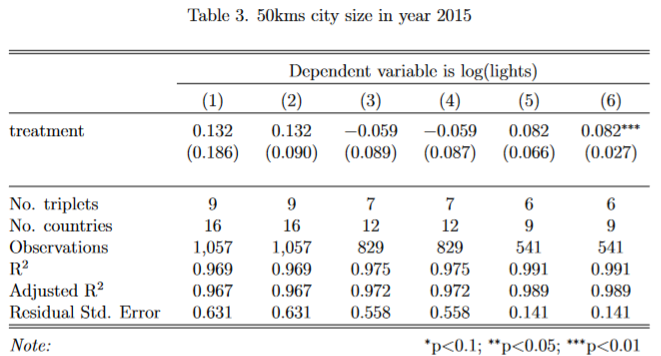 Table 3. 50kms city size in year 2015
Dependent variable is log(lights)
(1) (2) (3) (4) (5) (6)
treatment 0.132 0.132 −0.059 −0.059 0.082 0.082***
(0.186) (0.090) (0.089) (0.087) (0.066) (0.027)
No. triplets 9 9 7 7 6 6
No. countries 16 16 12 12 9 9
Observations 1,057 1,057 829 829 541 541
R² 0.969 0.969 0.975 0.975 0.991 0.991
Adjusted R² 0.967 0.967 0.972 0.972 0.989 0.989
Residual Std. Error 0.631 0.631 0.558 0.558 0.141 0.141
Note: *p<0.1; **p<0.05; ***p<0.01